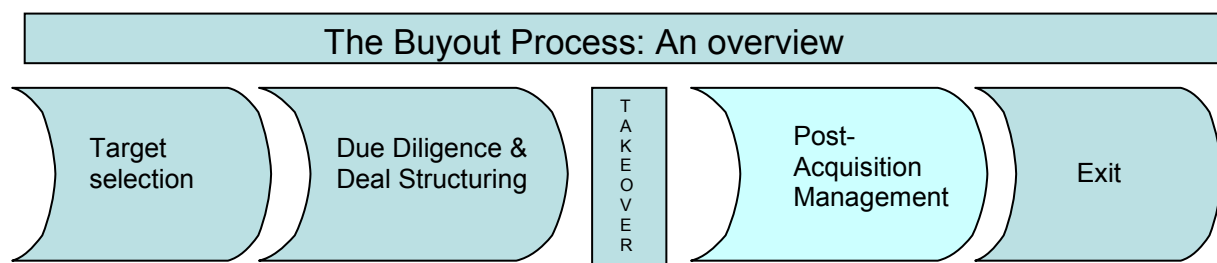 The Buyout Process: An overview
Target
selection
Due Diligence &
Deal Structuring
T
A
K
E
O
V
E
R
Post-
Acquisition
Management
Exit